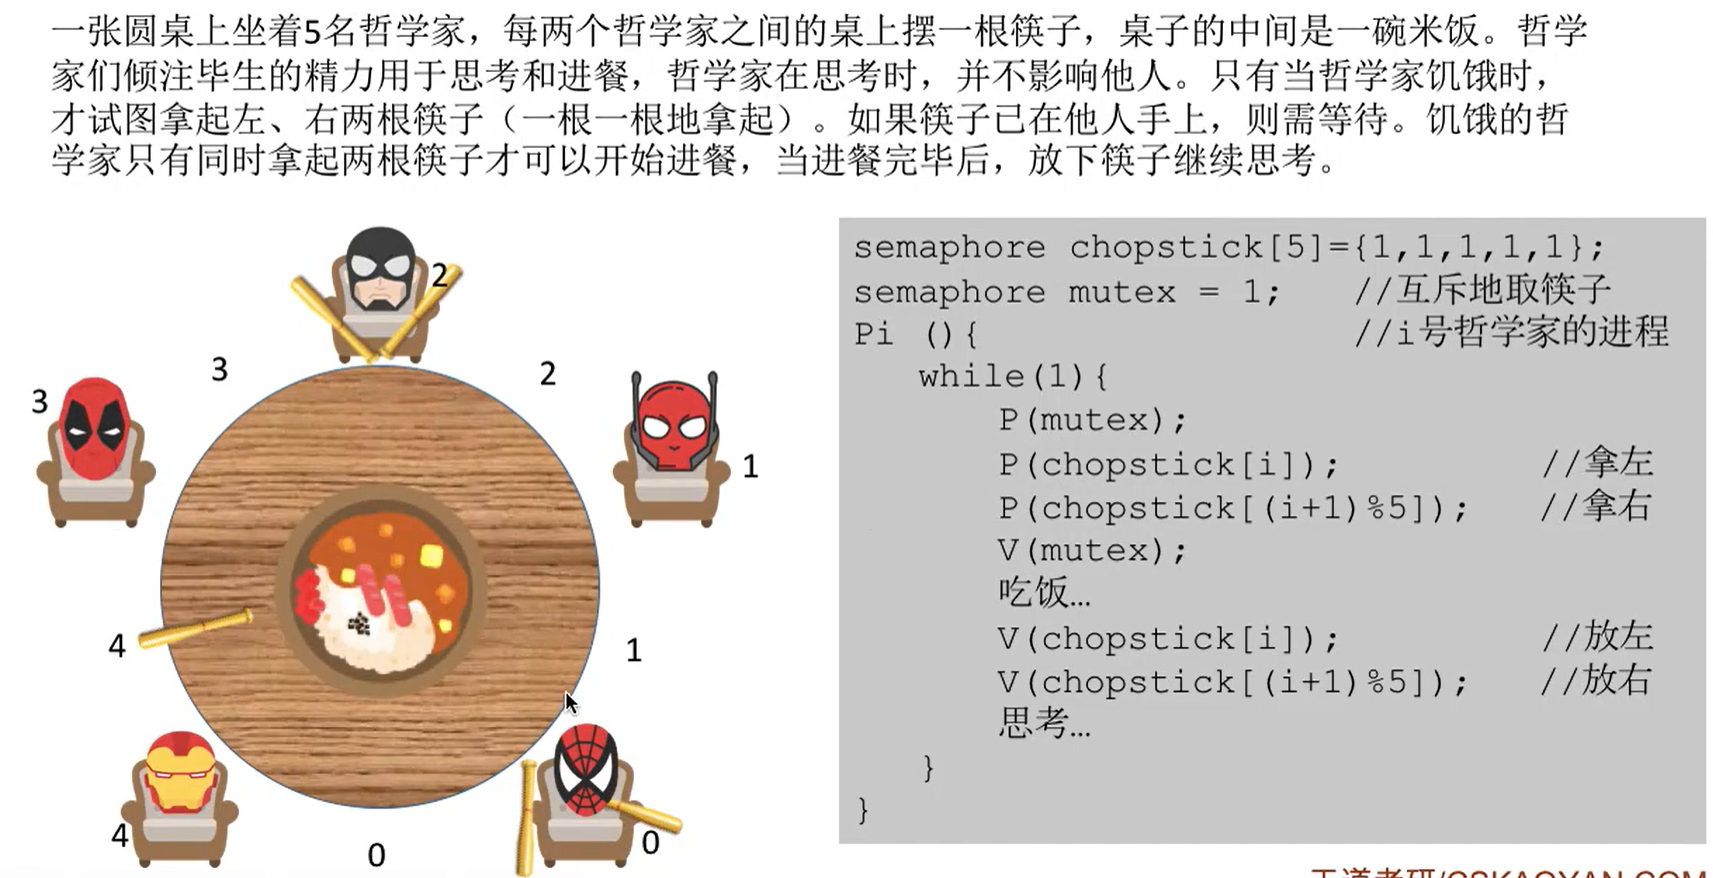 一张圆桌上坐着5名哲学家，每两个哲学家之间的桌上摆一根筷子，桌子的中间是一碗米饭。哲学
家们倾注毕生的精力用于思考和进餐，哲学家在思考时，并不影响他人。只有当哲学家饥饿时，
才试图拿起左、右两根筷子（一根一根地拿起）。如果筷子已在他人手上，则需等待。饥饿的哲
学家只有同时拿起两根筷子才可以开始进餐，当进餐完毕后，放下筷子继续思考。
2
3
2
3
1
4
1
4
0
0
semaphore chopstick[5]={1,1,1,1,1};
semaphore mutex = 1; //互斥地取筷子
Pi (){ //i号哲学家的进程
while(1){
P(mutex);
P(chopstick[i]); //拿左
P(chopstick[(i+1)%5]); //拿右
V(mutex);
吃饭…
V(chopstick[i]); //放左
V(chopstick[(i+1)%5]); //放右
思考…
}
}